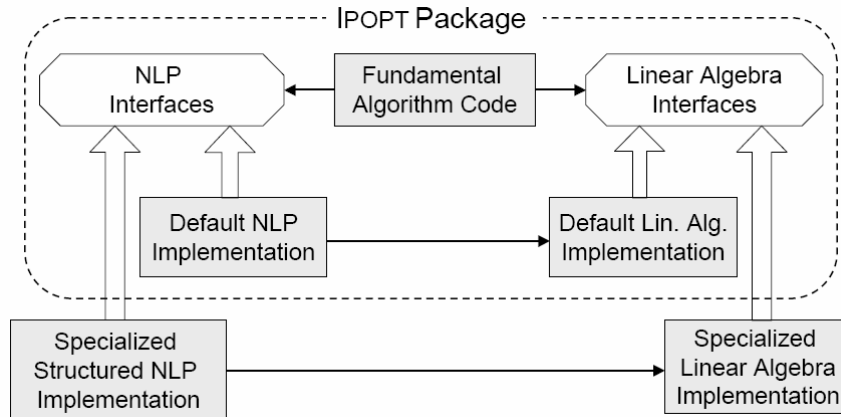 IPOPT Package
NLP
Interfaces
Fundamental
Algorithm Code
Linear Algebra
Interfaces
Default NLP
Implementation
Default Lin. Alg.
Implementation
Specialized
Structured NLP
Implementation
Specialized
Linear Algebra
Implementation